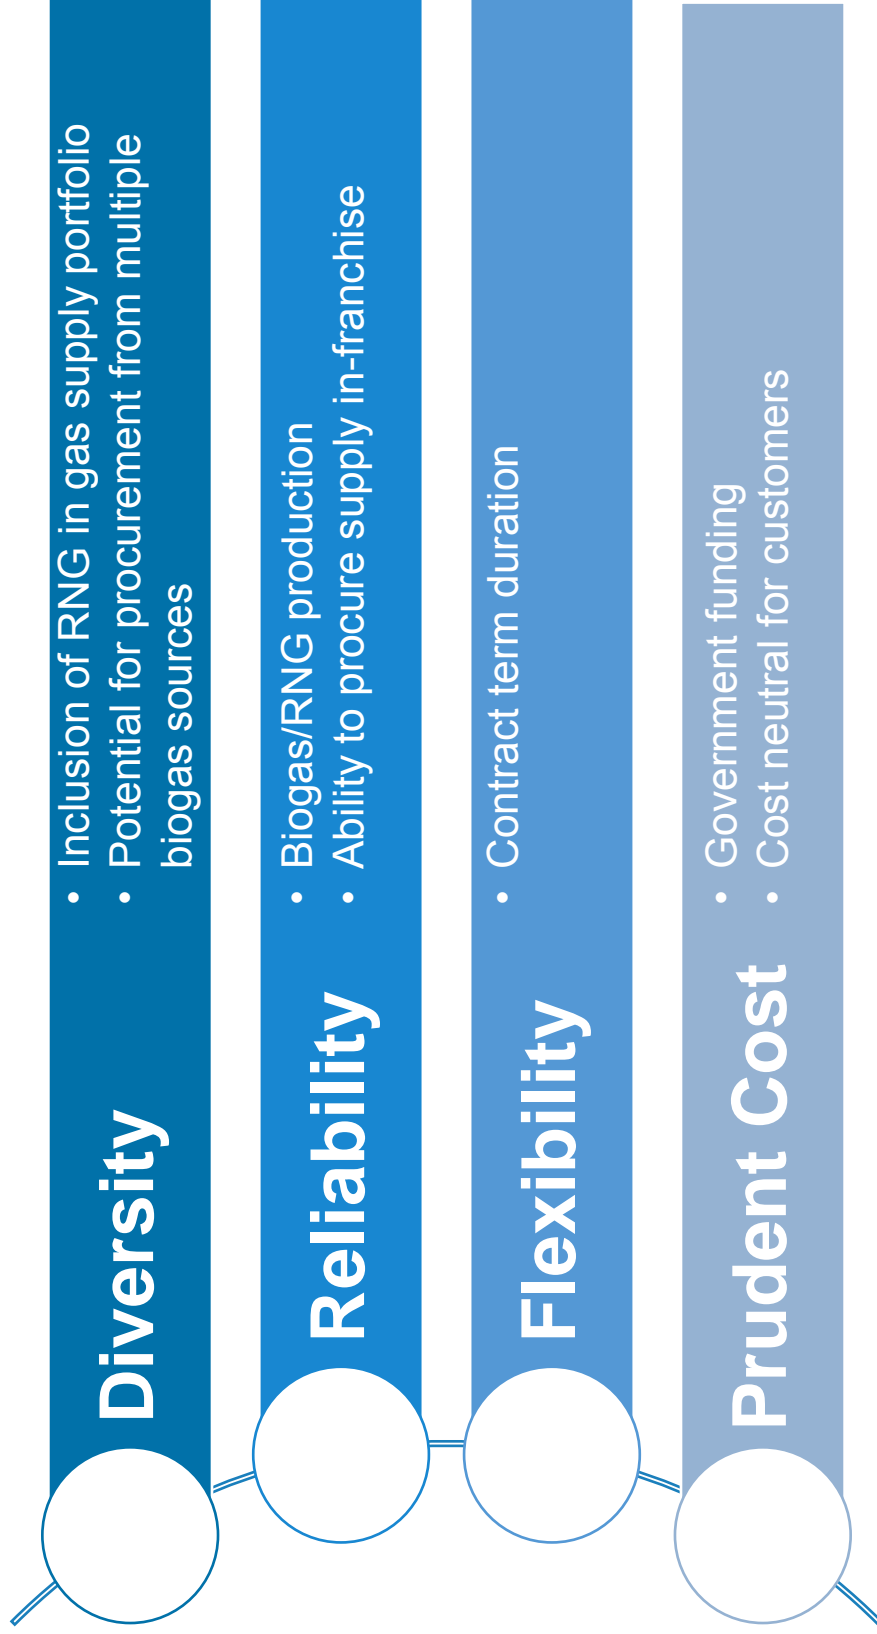 Diversity
• Inclusion of RNG in gas supply portfolio
• Potential for procurement from multiple
biogas sources
Reliability
• Biogas/RNG production
• Ability to procure supply in-franchise
Flexibility
• Contract term duration
Prudent Cost
• Government funding
• Cost neutral for customers